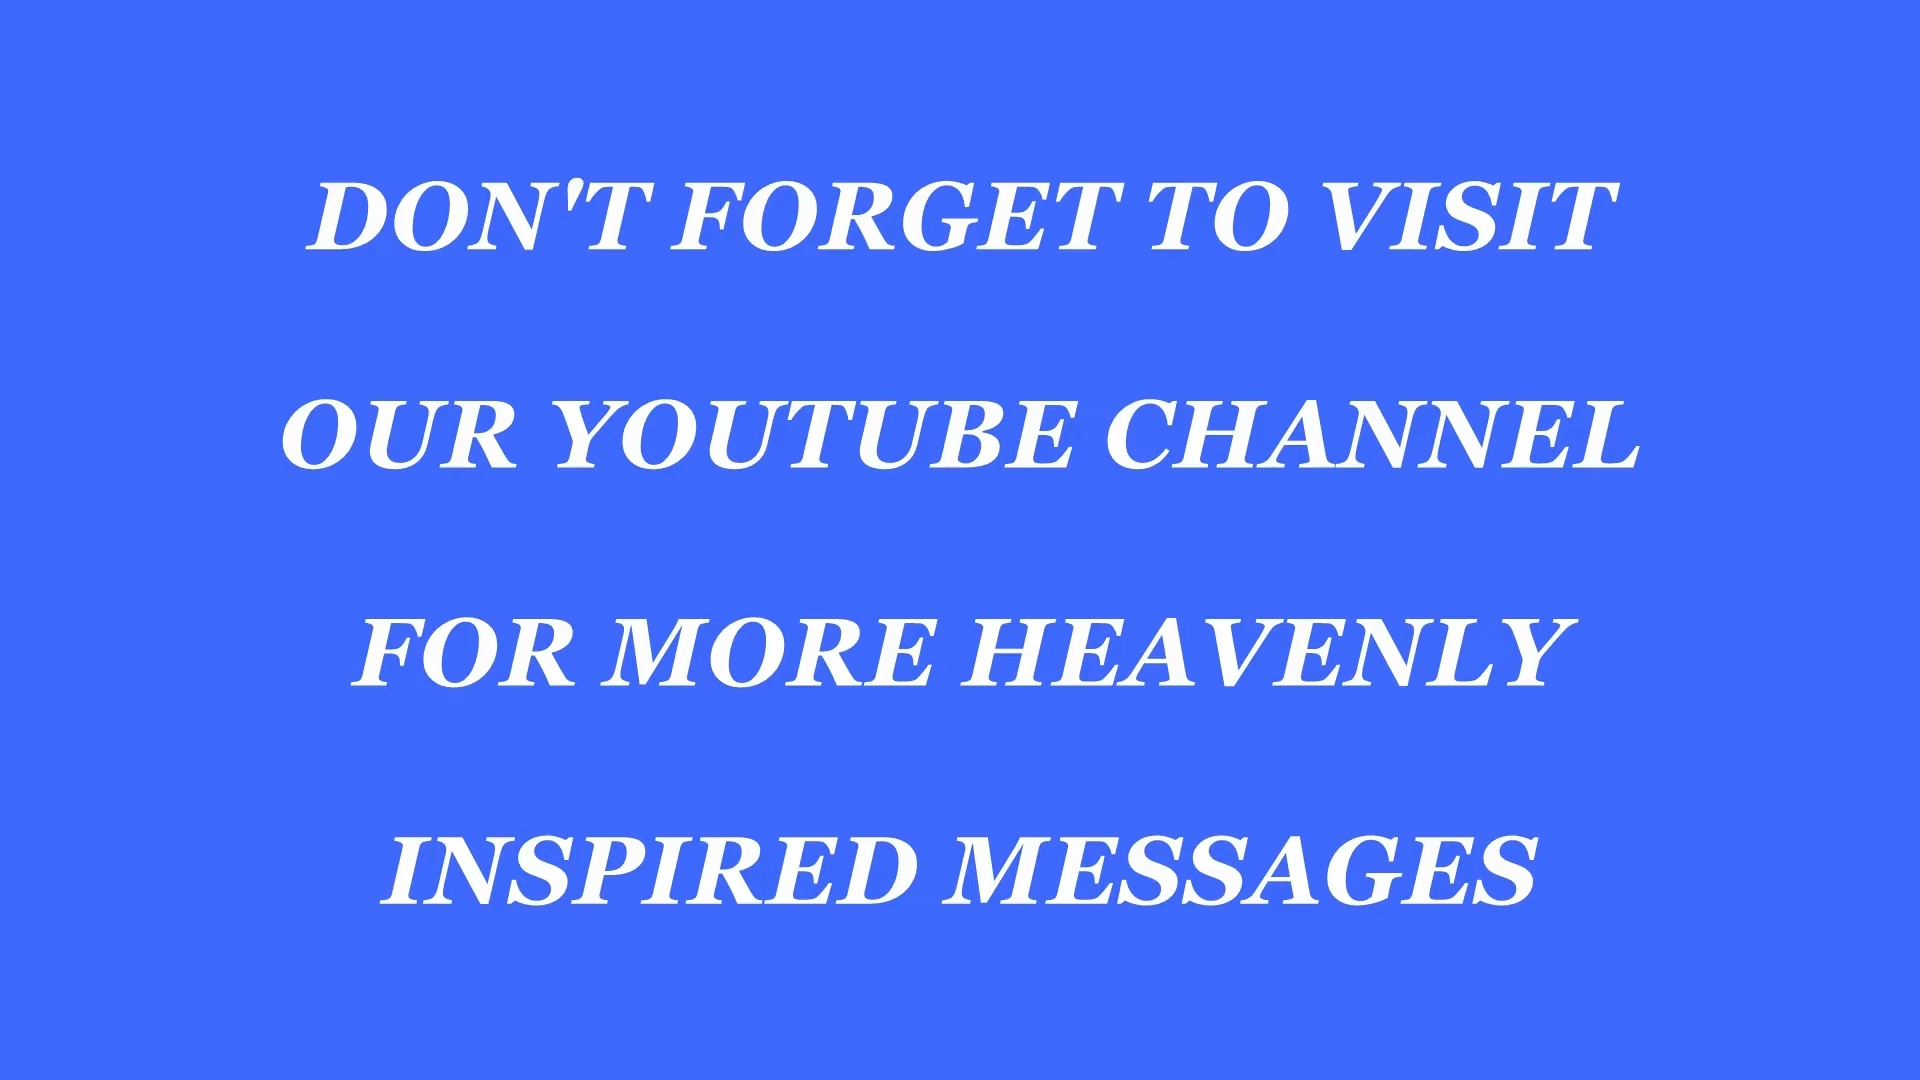 DON'T FORGET TO VISIT
OUR YOUTUBE CHANNEL
FOR MORE HEAVENLY
INSPIRED MESSAGES